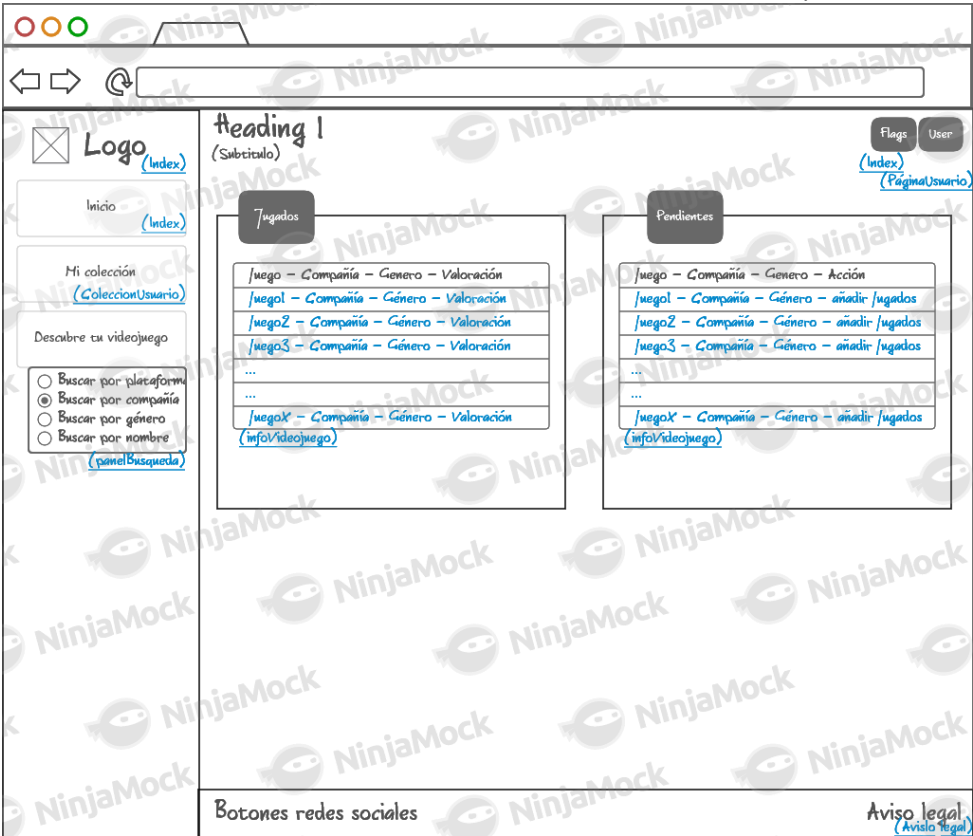 Logo
(Index)
Inicio
(Index)
Mi colección
(ColeccionUsuario)
Descubre tu videojuego
Buscar por plataforma
Buscar por compañía
Buscar por género
Buscar por nombre
(panelBusqueda)
Heading 1
(Subtitulo)
Flags
User
(Index)
(PáginaUsuario)
Jugados
Juego - Compañía - Genero - Valoración
Juego1 - Compañía - Género - Valoración
Juego2 - Compañía - Género - Valoración
Juego3 - Compañía - Género - Valoración
...
...
JuegoX - Compañía - Género - Valoración
(infoVideojuego)
Pendientes
Juego - Compañía - Genero - Acción
Juego1 - Compañía - Género - añadir Jugados
Juego2 - Compañía - Género - añadir Jugados
Juego3 - Compañía - Género - añadir Jugados
...
...
JuegoX - Compañía - Género - añadir Jugados
(infoVideojuego)
Botones redes sociales
Aviso legal
(Avislo legal)
NinjaMock